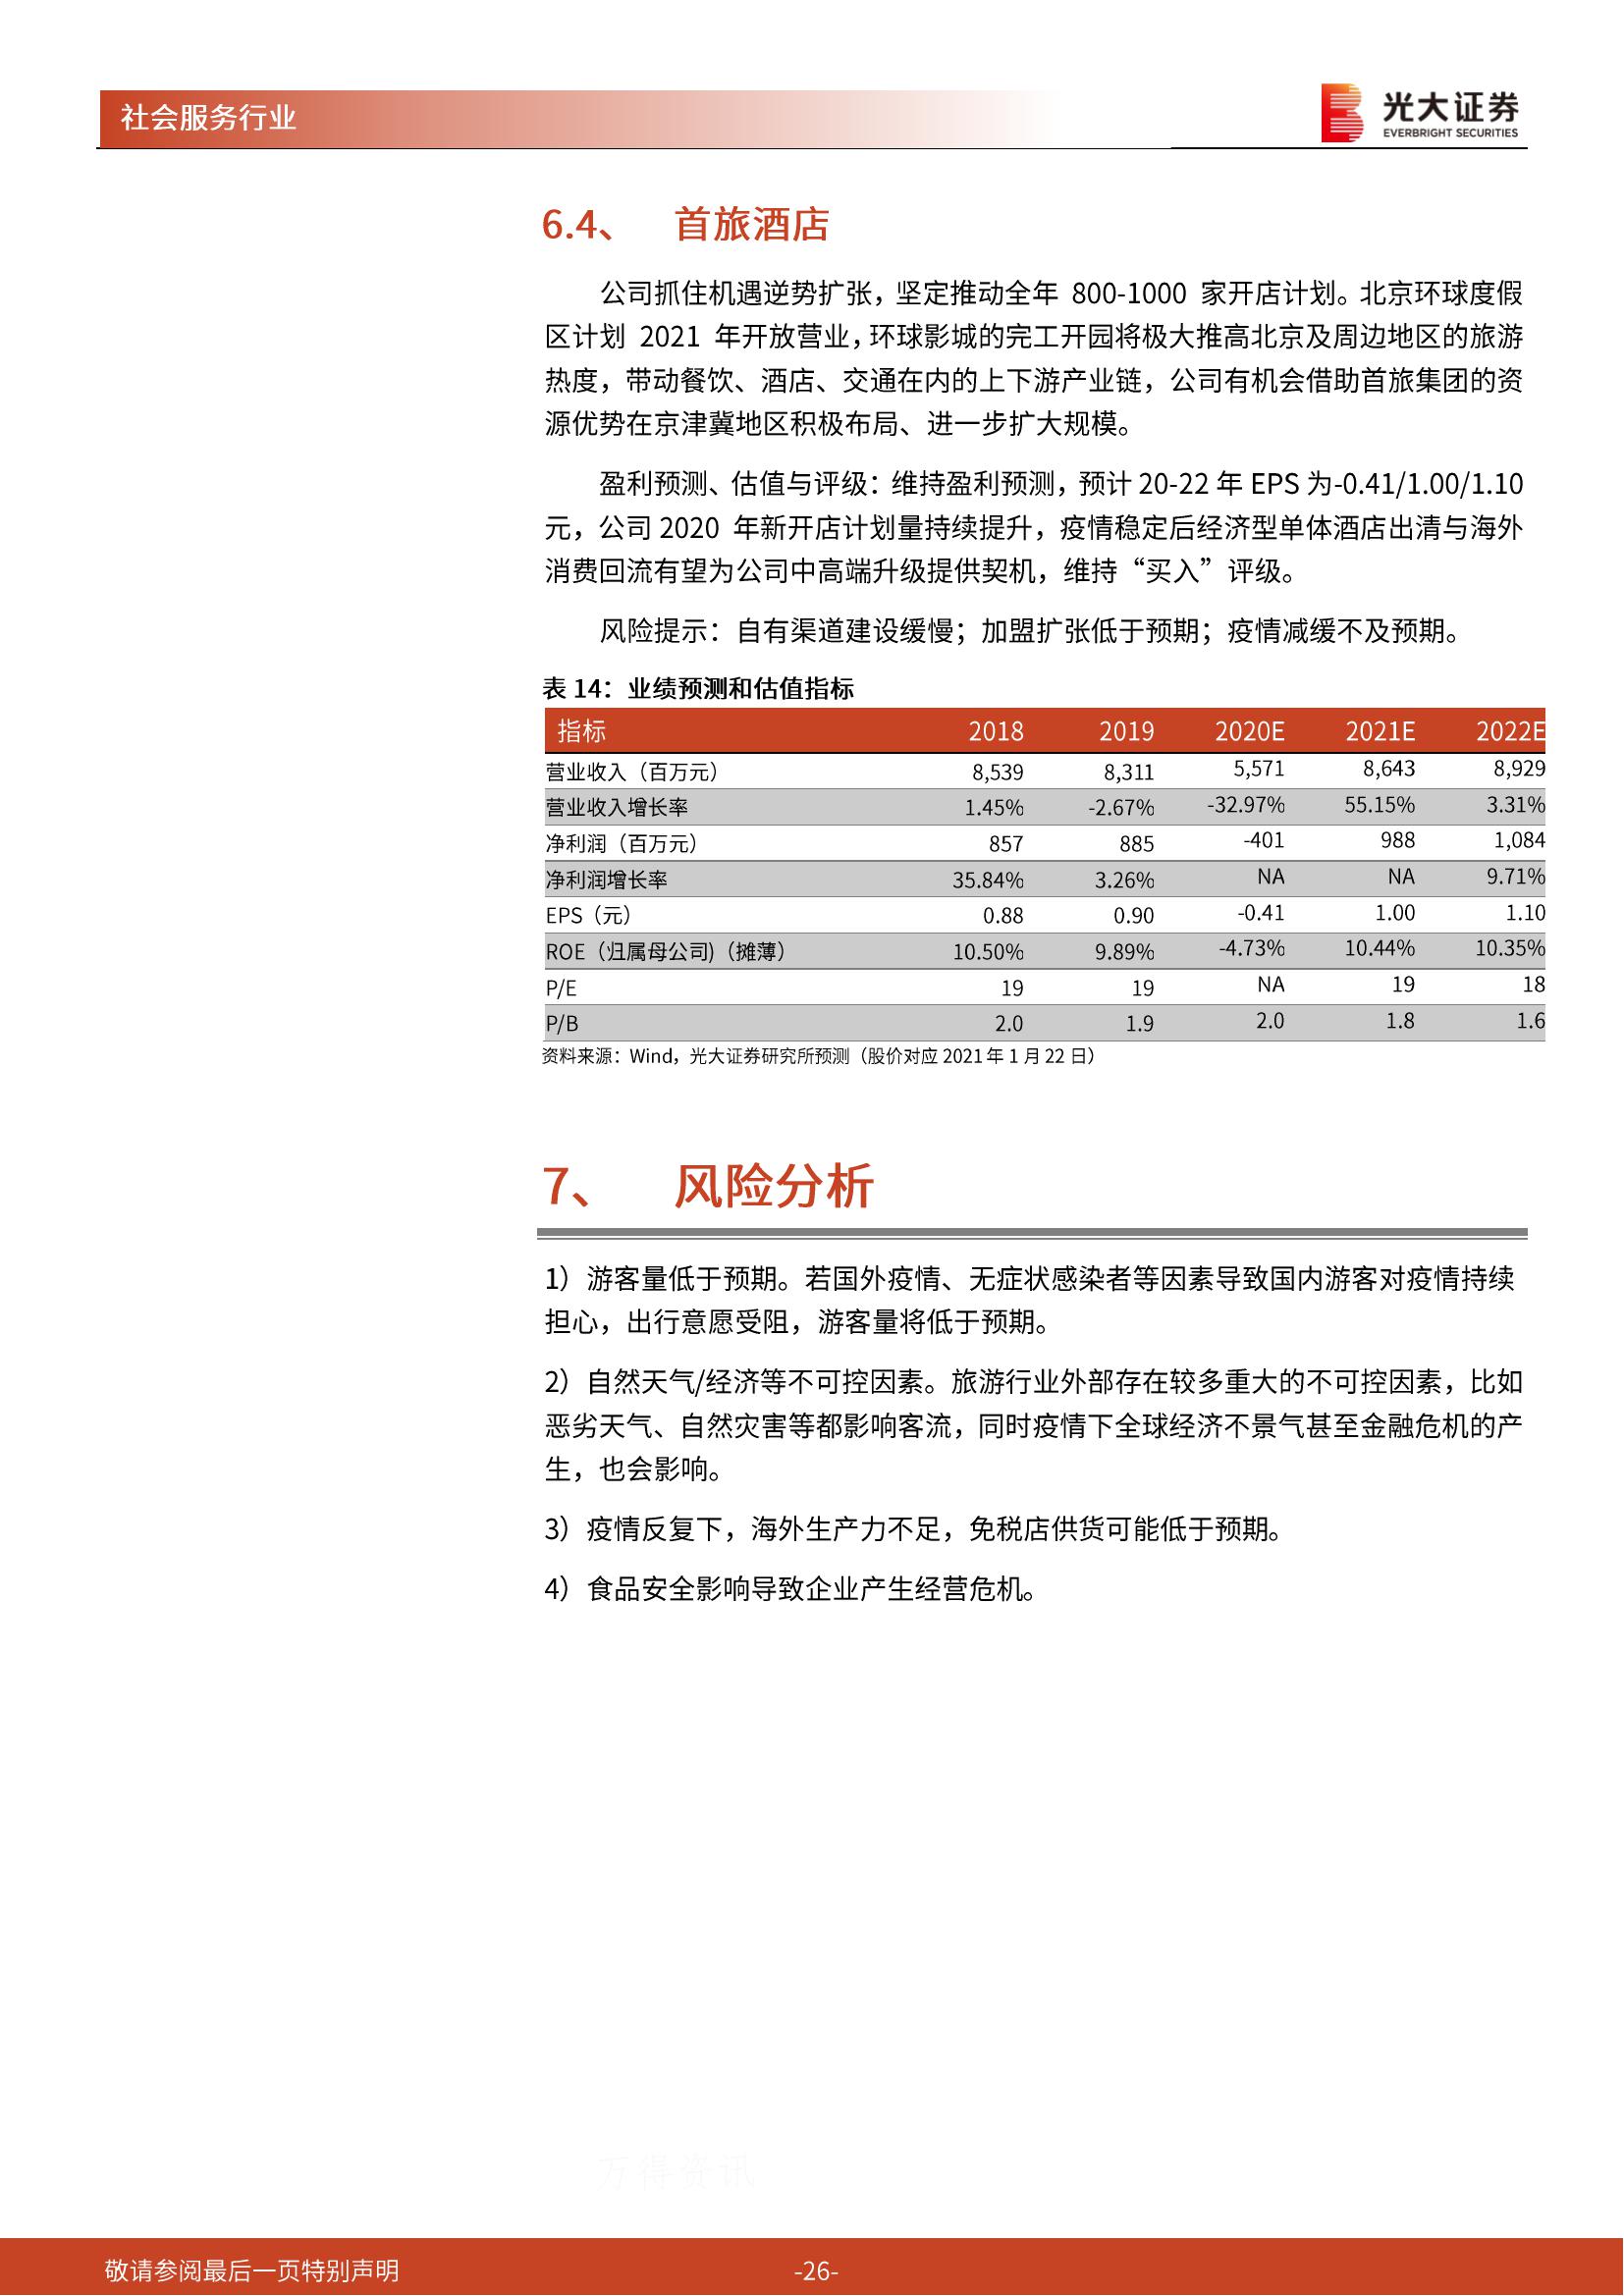 社会服务行业
光大证券
EVERBRIGHT SECURITIES
6.4、 首旅酒店
公司抓住机遇逆势扩张，坚定推动全年 800-1000 家开店计划。北京环球度假
区计划 2021 年开放营业，环球影城的完工开园将极大推高北京及周边地区的旅游
热度，带动餐饮、酒店、交通在内的上下游产业链，公司有机会借助首旅集团的资
源优势在京津冀地区积极布局、进一步扩大规模。
盈利预测、估值与评级：维持盈利预测，预计 20-22 年 EPS 为-0.41/1.00/1.10
元，公司 2020 年新开店计划量持续提升，疫情稳定后经济型单体酒店出清与海外
消费回流有望为公司中高端升级提供契机，维持“买入”评级。
风险提示：自有渠道建设缓慢；加盟扩张低于预期；疫情减缓不及预期。
表 14：业绩预测和估值指标
指标 2018 2019 2020E 2021E 2022E
营业收入（百万元） 8,539 8,311 5,571 8,643 8,929
营业收入增长率 1.45% -2.67% -32.97% 55.15% 3.31%
净利润（百万元） 857 885 -401 988 1,084
净利润增长率 35.84% 3.26% NA NA 9.71%
EPS（元） 0.88 0.90 -0.41 1.00 1.10
ROE（归属母公司)（摊薄） 10.50% 9.89% -4.73% 10.44% 10.35%
P/E 19 19 NA 19 18
P/B 2.0 1.9 2.0 1.8 1.6
资料来源：Wind，光大证券研究所预测（股价对应 2021 年 1 月 22 日）
7、 风险分析
1）游客量低于预期。若国外疫情、无症状感染者等因素导致国内游客对疫情持续
担心，出行意愿受阻，游客量将低于预期。
2）自然天气/经济等不可控因素。旅游行业外部存在较多重大的不可控因素，比如
恶劣天气、自然灾害等都影响客流，同时疫情下全球经济不景气甚至金融危机的产
生，也会影响。
3）疫情反复下，海外生产力不足，免税店供货可能低于预期。
4）食品安全影响导致企业产生经营危机。
万得资讯
敬请参阅最后一页特别声明 -26-